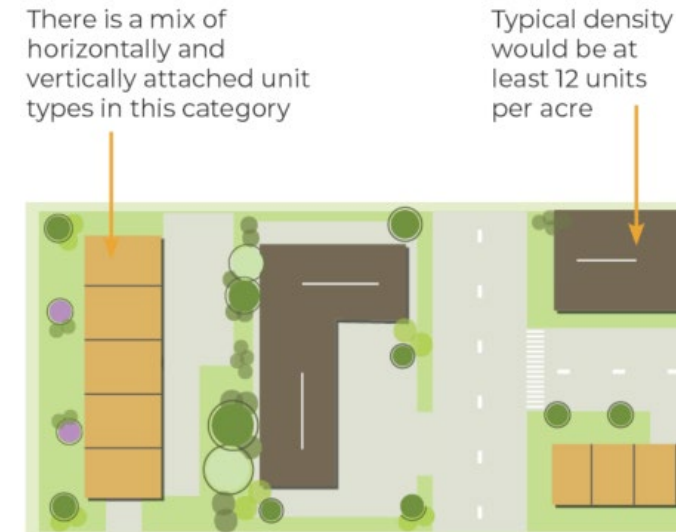 There is a mix of
horizontally and
vertically attached unit
types in this category
Typical density
would be at
least 12 units
per acre